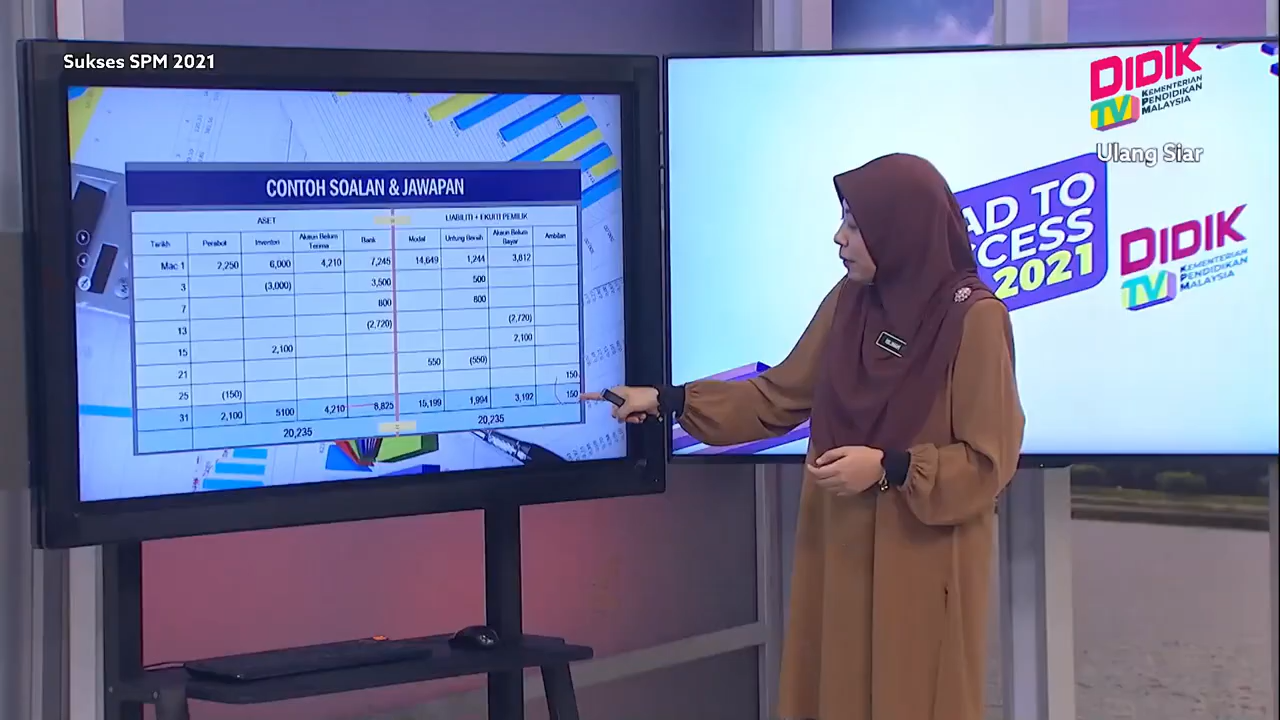 Sukses SPM 2021
DIDIK
TV KEMENTERIAN
PENDIDIKAN
MALAYSIA
Ulang Siar
CONTOH SOALAN & JAWAPAN
ASET LIABILITI + EKUITI PEMILIK
Tarikh Perabot Inventori Akaun Belum Terima Bank Modal Untung Bersih Akaun Belum Bayar Ambilan
Mac 1 2,250 6,000 4,210 7,245 14,649 1,244 3,812
3 (3,000) 3,500 500
7 800 800
13 (2,720) (2,720)
15 2,100 2,100
21 550 (550)
25 (150) 150
31 2,100 5100 4,210 8,825 15,199 1,994 3,192 150
20,235 20,235
AD TO
CCESS
2021
DIDIK
TV KEMENTERIAN
PENDIDIKAN
MALAYSIA